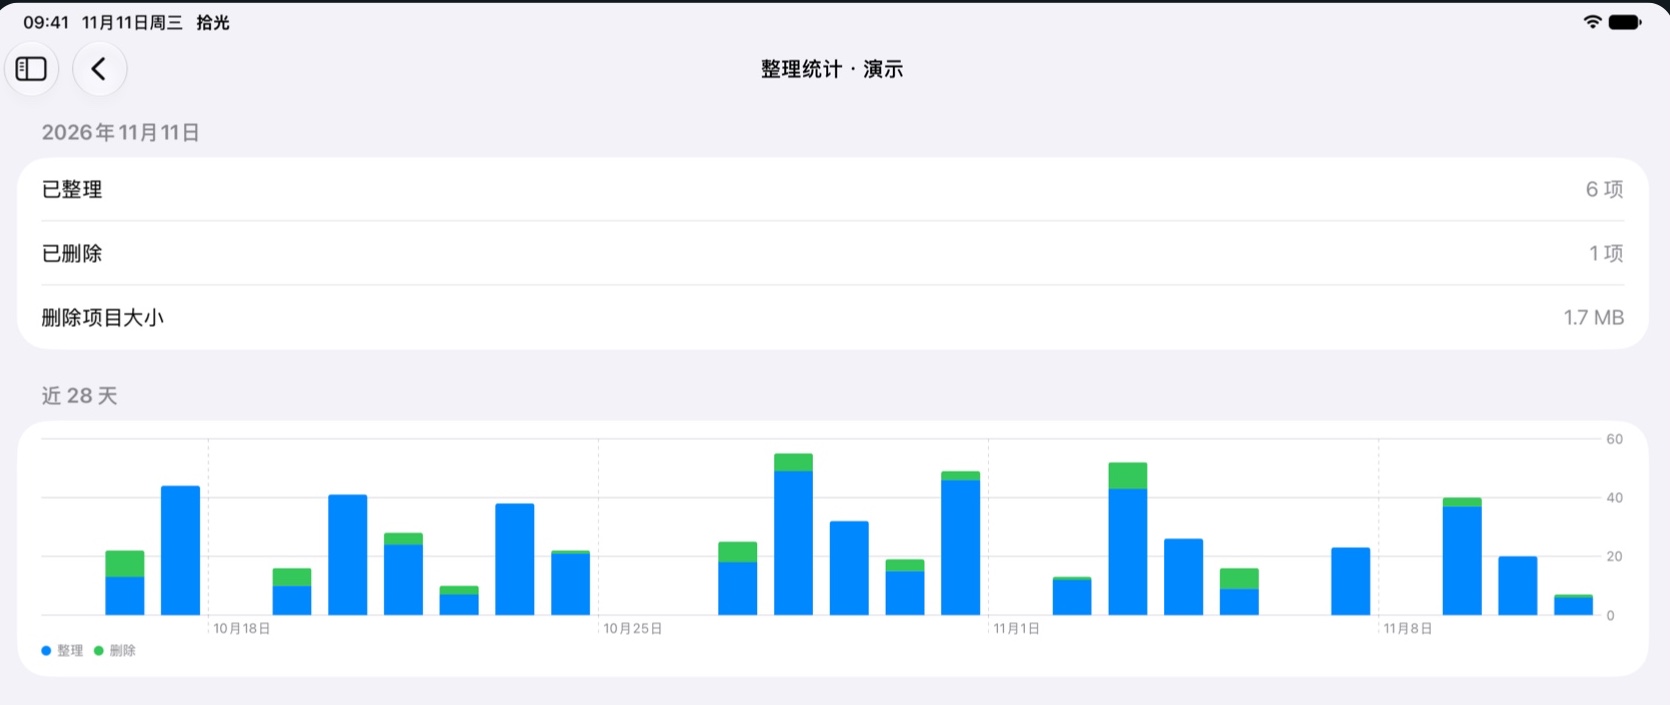 09:41 11月11日周三 拾光
整理统计 · 演示
2026年11月11日
已整理 6 项
已删除 1 项
删除项目大小 1.7 MB
近 28 天
60
40
20
0
10月18日 10月25日 11月1日 11月8日
整理 删除